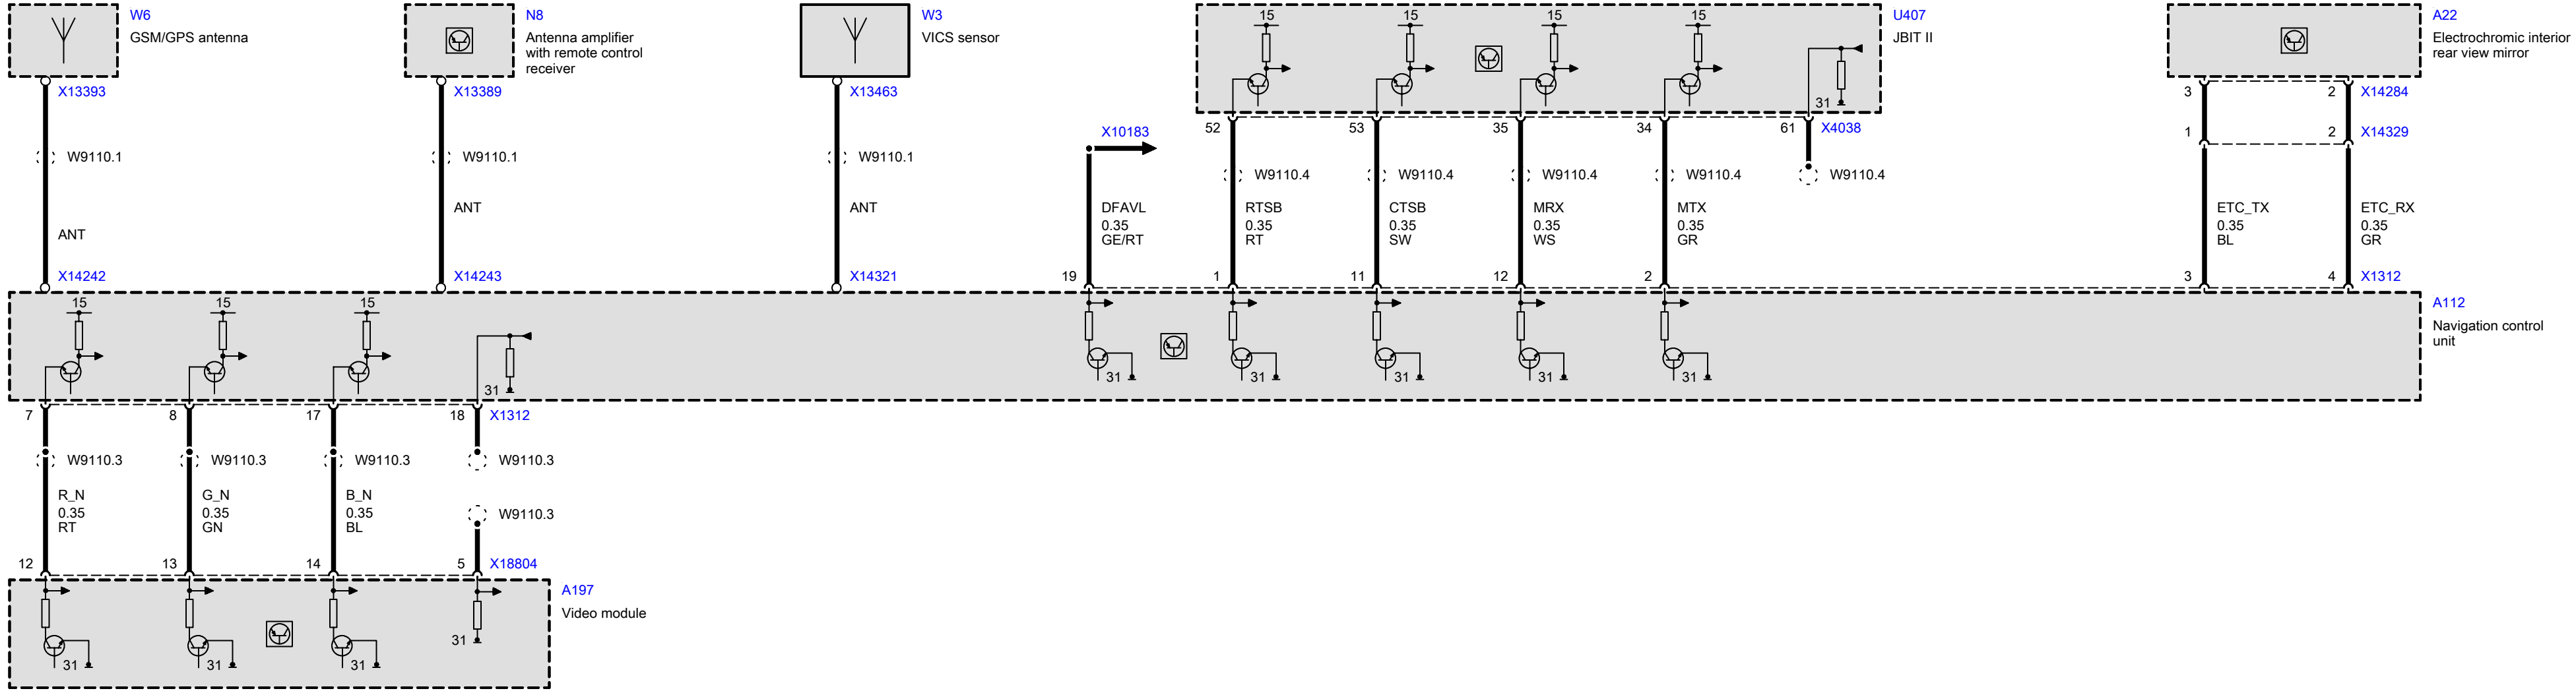 W6
GSM/GPS antenna
N8
Antenna amplifier
with remote control
receiver
W3
VICS sensor
15
15
15
15
31
U407
JBIT II
A22
Electrochromic interior
rear view mirror
X13393
X13389
X13463
X10183
52
53
35
34
61
X4038
3
2
X14284
1
2
X14329
W9110.1
W9110.1
W9110.1
W9110.4
W9110.4
W9110.4
W9110.4
W9110.4
ANT
ANT
ANT
DFAVL
0.35
GE/RT
RTSB
0.35
RT
CTSB
0.35
SW
MRX
0.35
WS
MTX
0.35
GR
ETC_TX
0.35
BL
ETC_RX
0.35
GR
X14242
X14243
X14321
19
1
11
12
2
3
4
X1312
15
15
15
31
31
31
31
31
31
A112
Navigation control
unit
7
8
17
18
X1312
W9110.3
W9110.3
W9110.3
W9110.3
R_N
0.35
RT
G_N
0.35
GN
B_N
0.35
BL
W9110.3
12
13
14
5
X18804
31
31
31
31
A197
Video module